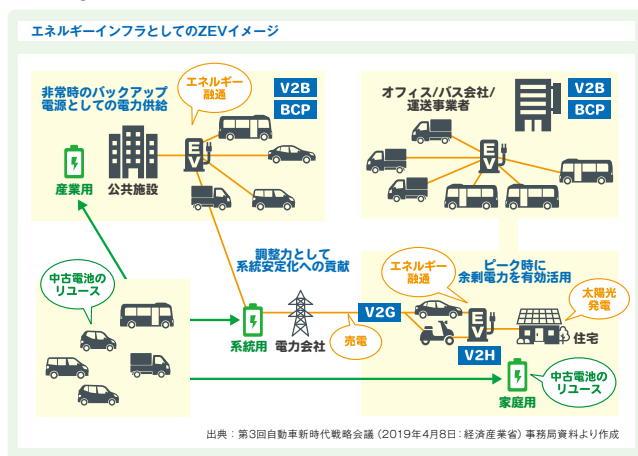 エネルギーインフラとしてのZEVイメージ
非常時のバックアップ
電源としての電力供給
エネルギー
融通
V2B
BCP
産業用
公共施設
EV
オフィス/バス会社/
運送事業者
V2B
BCP
EV
中古電池の
リユース
調整力として
系統安定化への貢献
系統用
電力会社
売電
V2G
エネルギー
融通
ピーク時に
余剰電力を有効活用
EV
V2H
太陽光
発電
住宅
家庭用
中古電池の
リユース
出典：第3回自動車新時代戦略会議（2019年4月8日：経済産業省）事務局資料より作成